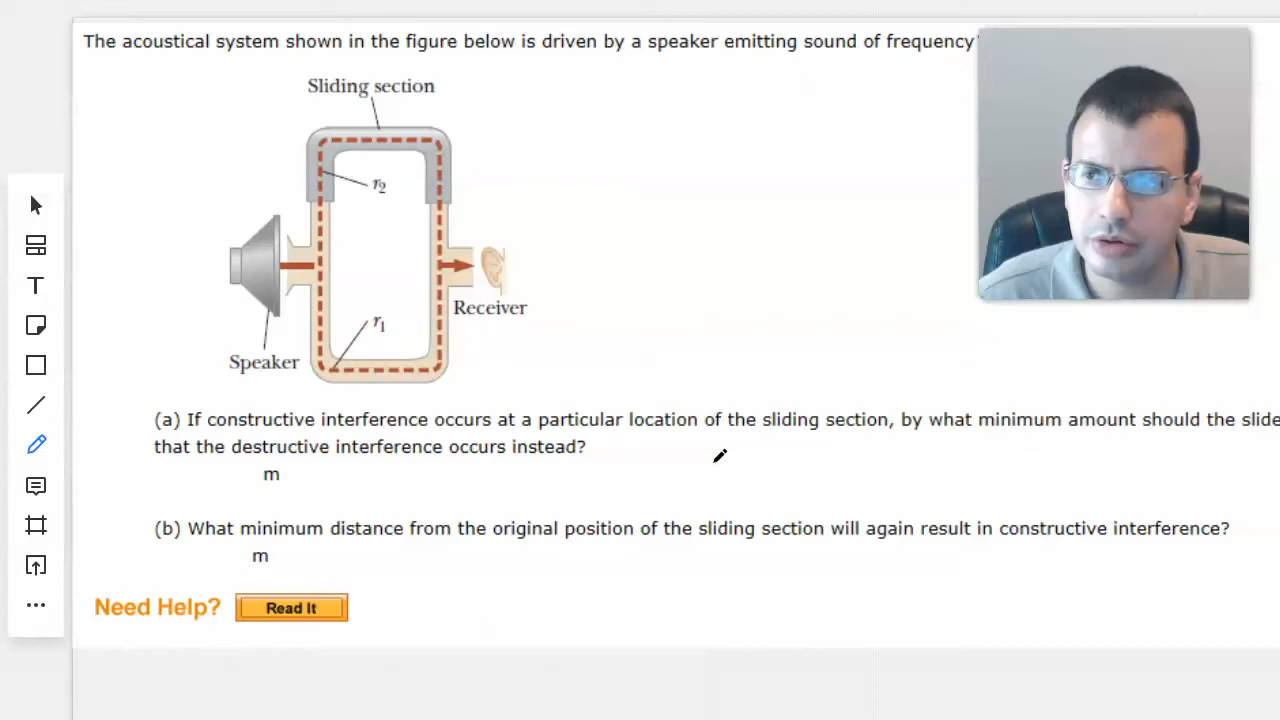 The acoustical system shown in the figure below is driven by a speaker emitting sound of frequency
Sliding section
r2
Receiver
r1
Speaker
(a) If constructive interference occurs at a particular location of the sliding section, by what minimum amount should the slide
that the destructive interference occurs instead?
m
(b) What minimum distance from the original position of the sliding section will again result in constructive interference?
m
Need Help? Read It
T